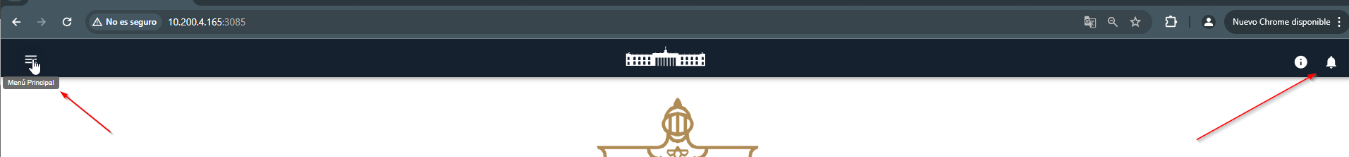 No es seguro 10.200.4.165:3085 Nuevo Chrome disponible
Menú Principal